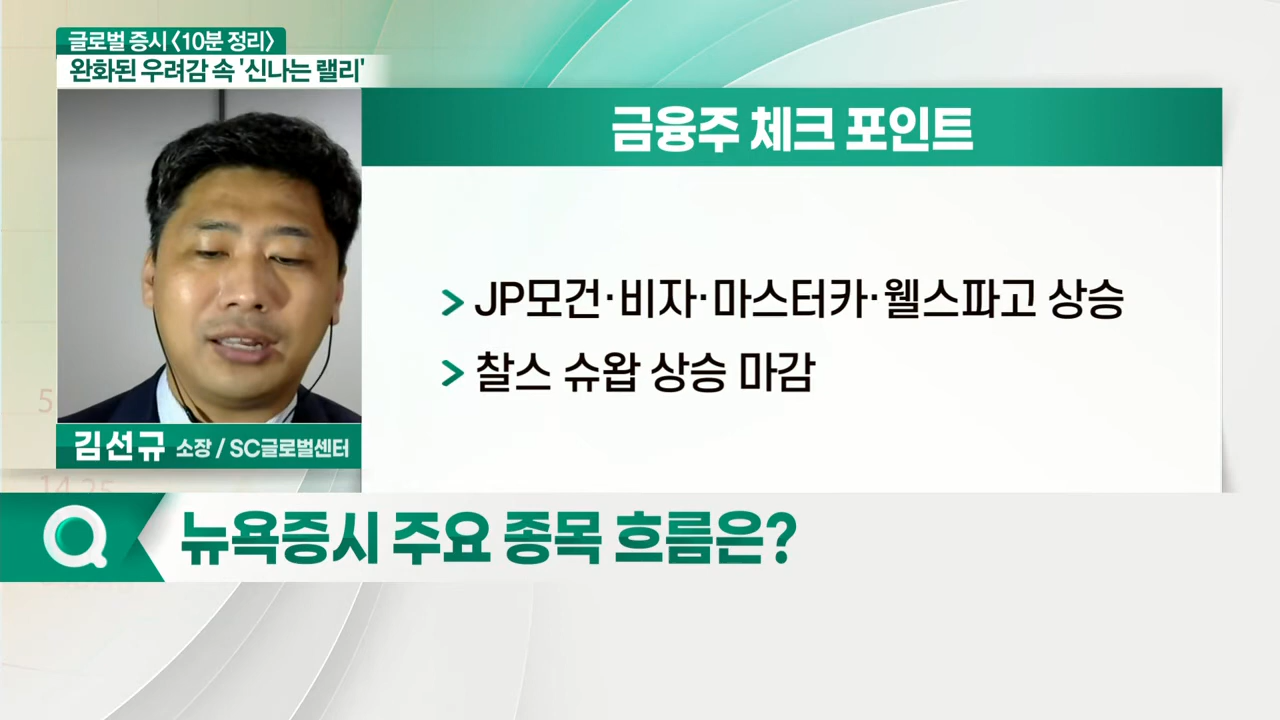 글로벌 증시 <10분 정리>
완화된 우려감 속 '신나는 랠리'
금융주 체크 포인트
> JP모건·비자·마스터카·웰스파고 상승
> 찰스 슈왑 상승 마감
김선규 소장 / SC글로벌센터
Q 뉴욕증시 주요 종목 흐름은?